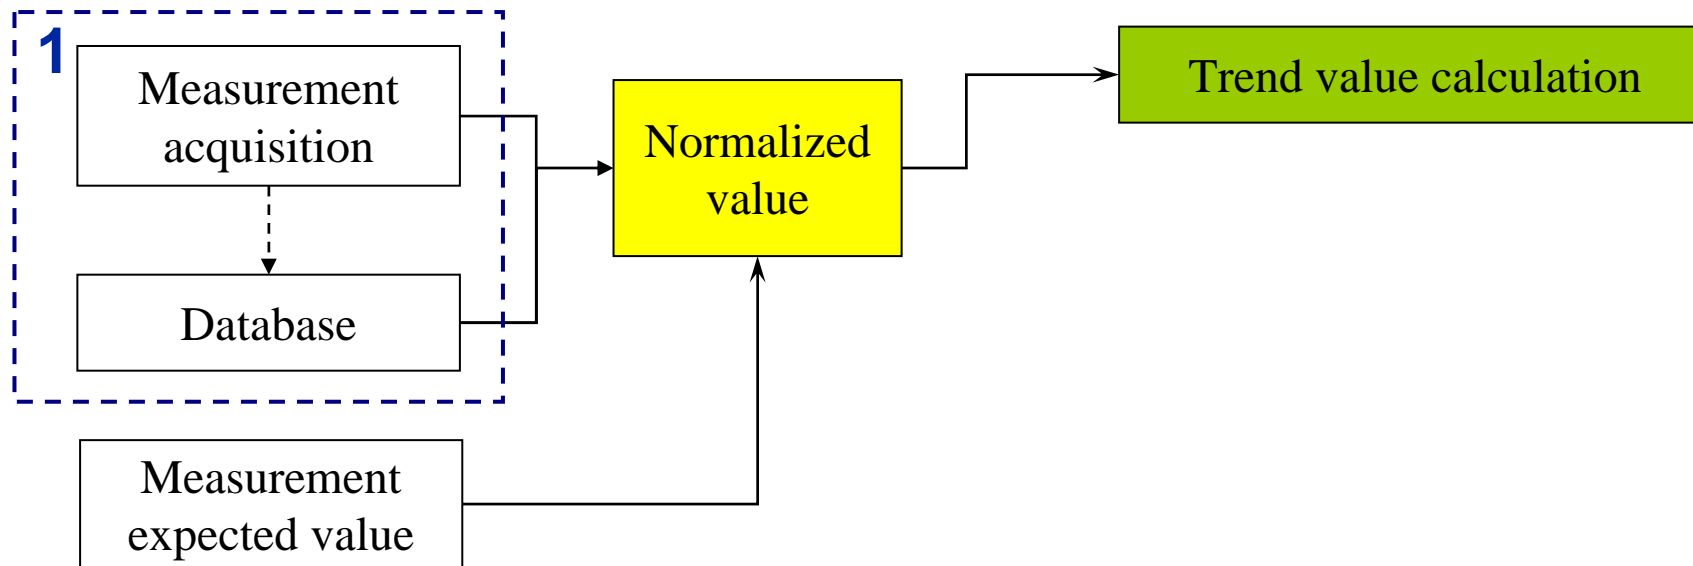 1
Measurement
acquisition
Database
Measurement
expected value
Normalized
value
Trend value calculation